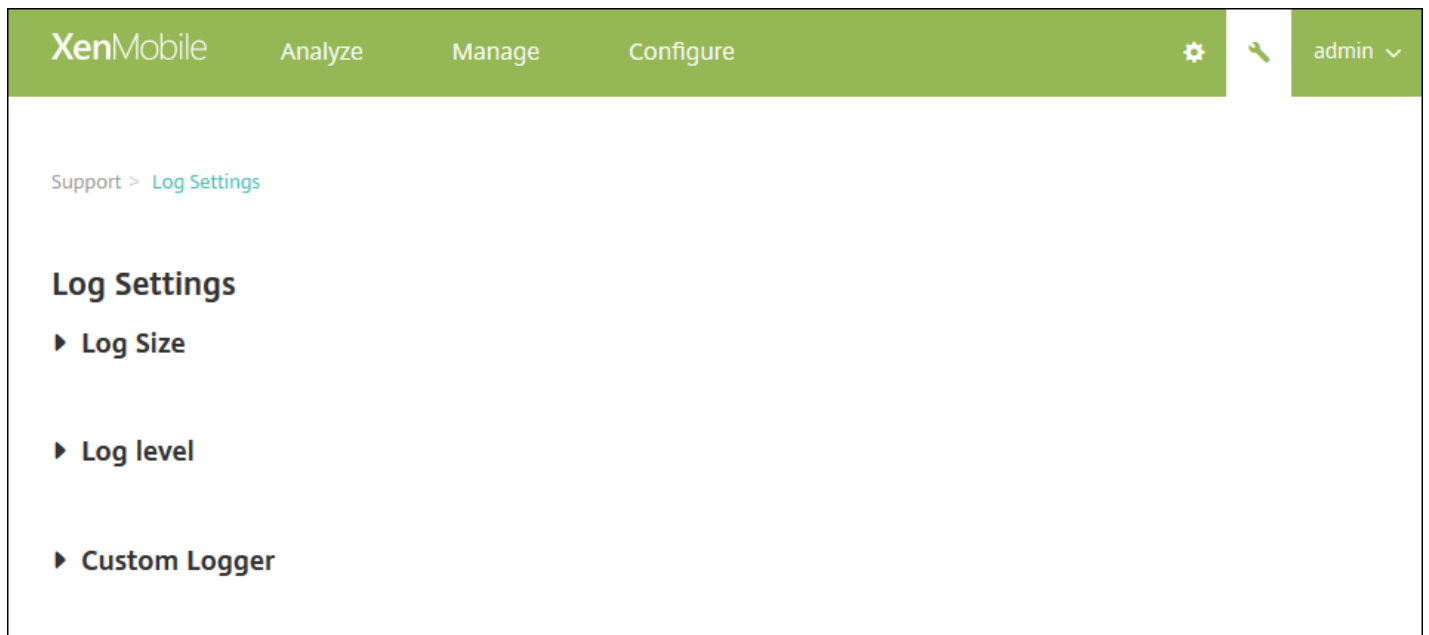 XenMobile Analyze Manage Configure admin
Support > Log Settings
Log Settings
Log Size
Log level
Custom Logger